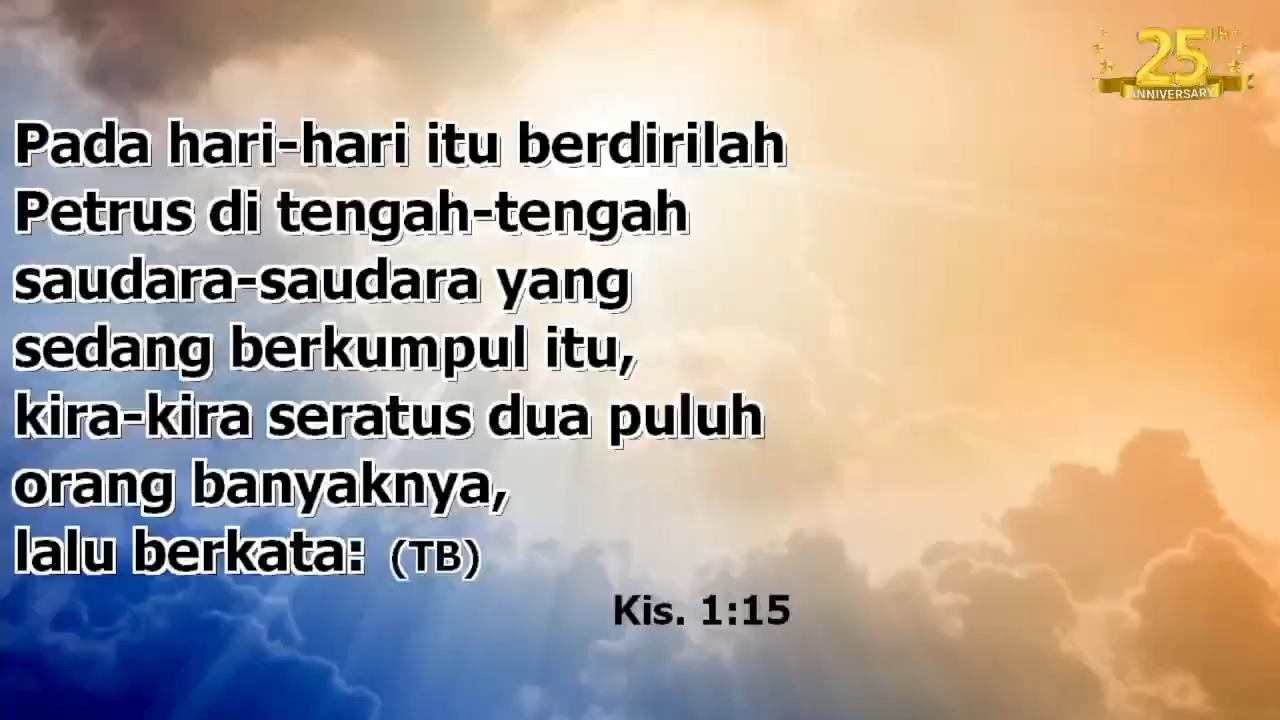 25th
ANNIVERSARY
Pada hari-hari itu berdirilah
Petrus di tengah-tengah
saudara-saudara yang
sedang berkumpul itu,
kira-kira seratus dua puluh
orang banyaknya,
lalu berkata: (TB)
Kis. 1:15